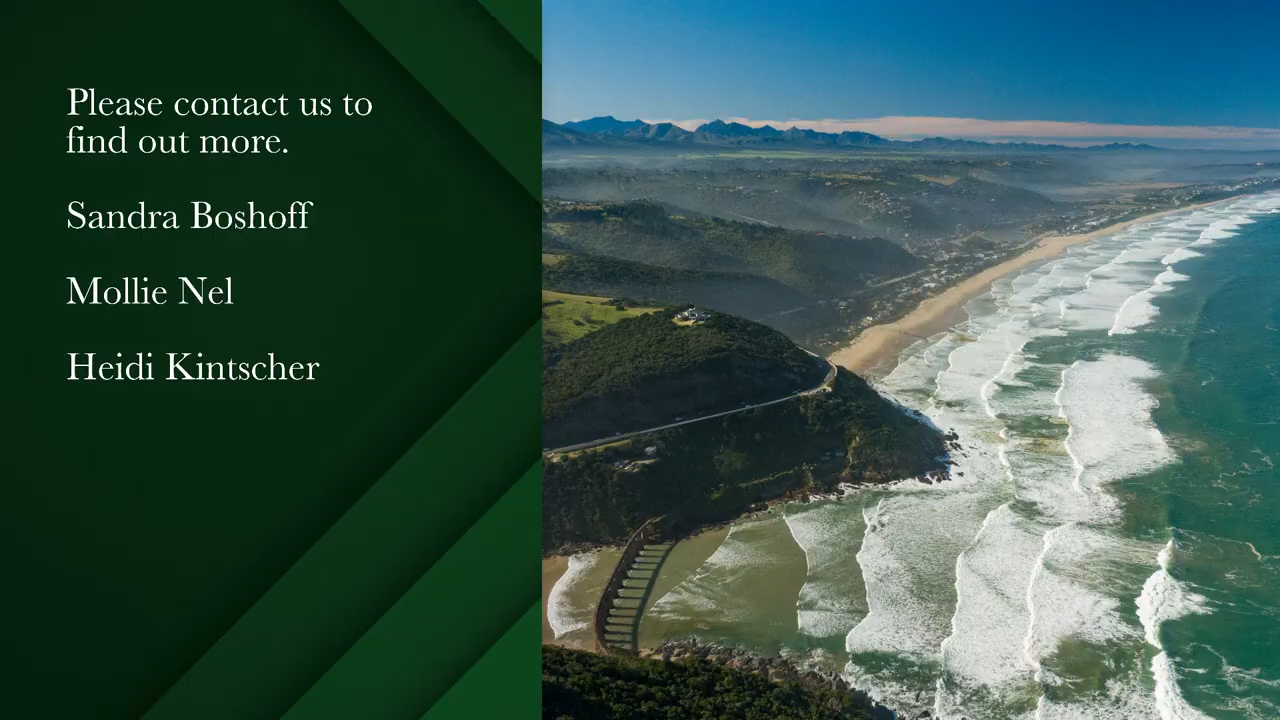 Please contact us to
find out more.
Sandra Boshoff
Mollie Nel
Heidi Kintscher